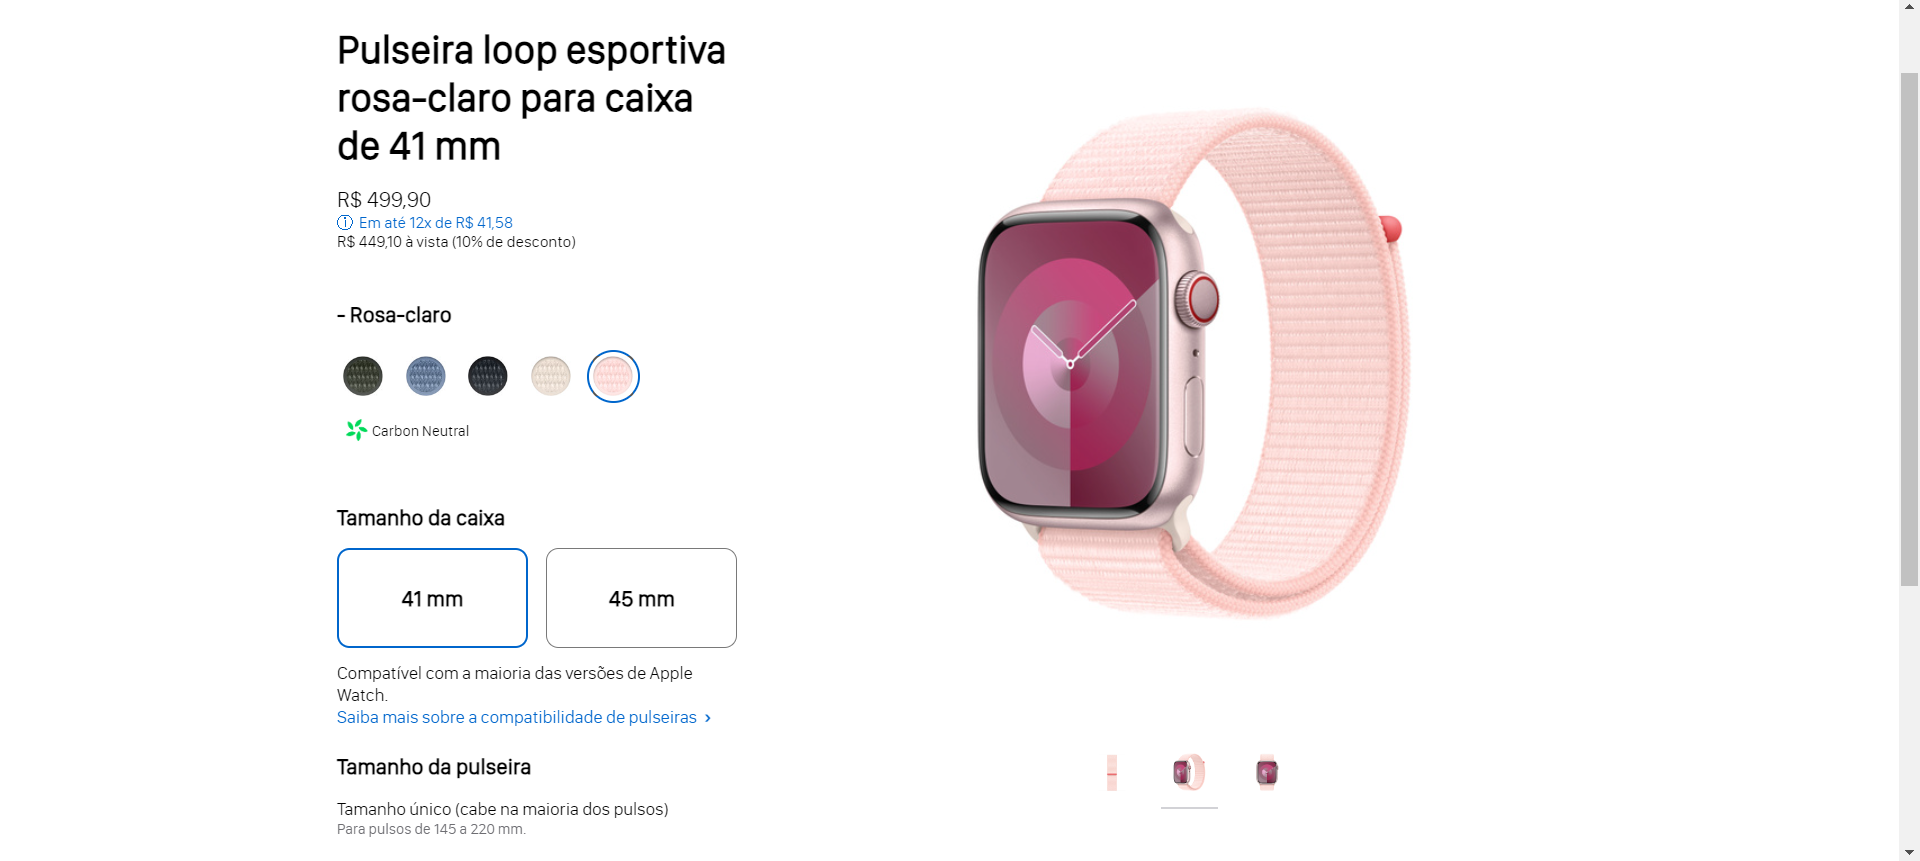 Pulseira loop esportiva
rosa-claro para caixa
de 41 mm
R$ 499,90
Em até 12x de R$ 41,58
R$ 449,10 à vista (10% de desconto)
- Rosa-claro
Carbon Neutral
Tamanho da caixa
41 mm
45 mm
Compatível com a maioria das versões de Apple
Watch.
Saiba mais sobre a compatibilidade de pulseiras ›
Tamanho da pulseira
Tamanho único (cabe na maioria dos pulsos)
Para pulsos de 145 a 220 mm.